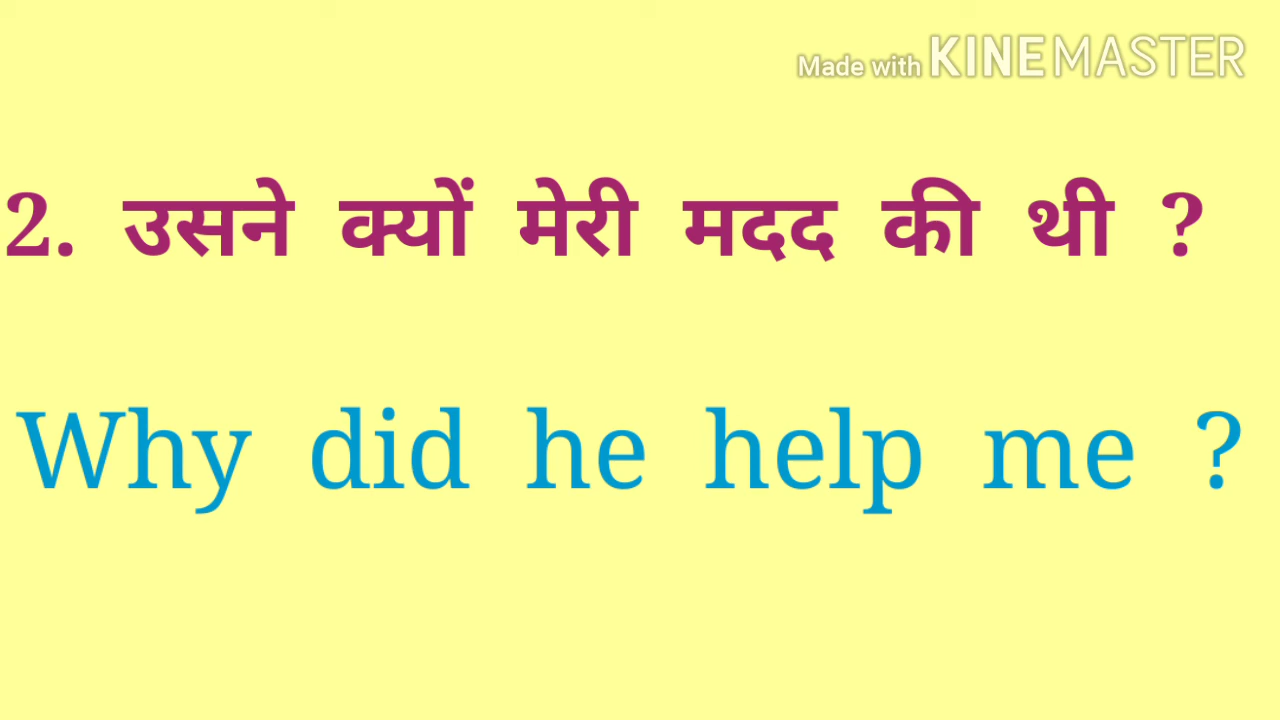 Made with KINEMASTER
2. उसने क्यों मेरी मदद की थी ?
Why did he help me ?